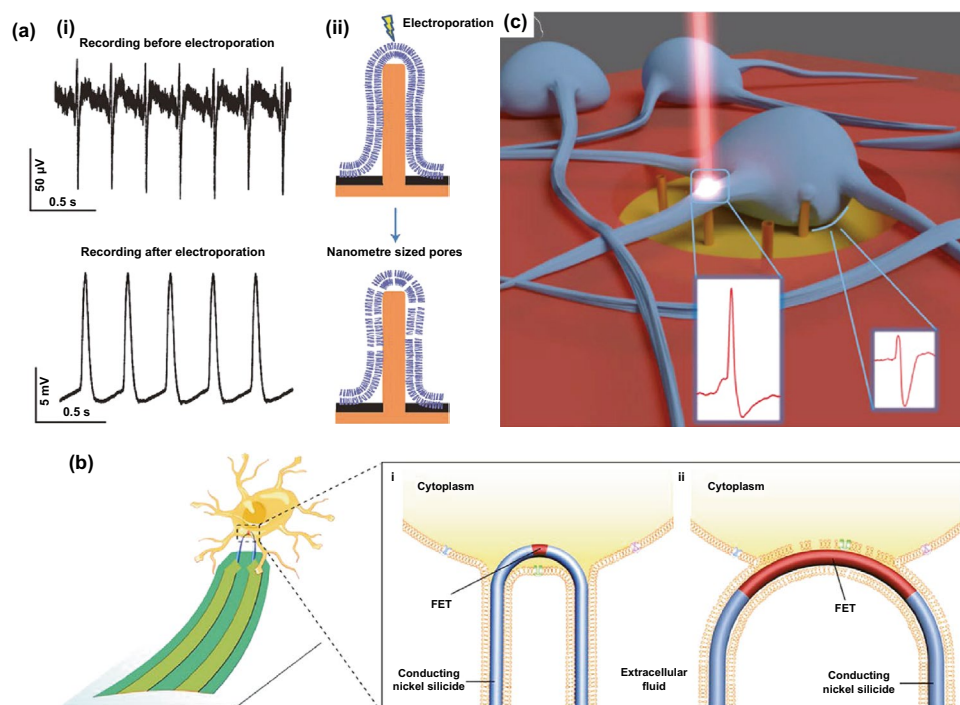 (a)
(i)
Recording before electroporation
50 µV
0.5 s
Recording after electroporation
5 mV
0.5 s
(ii)
Electroporation
Nanometre sized pores
(c)
(b)
i
Cytoplasm
FET
Conducting
nickel silicide
Extracellular
fluid
ii
Cytoplasm
FET
Conducting
nickel silicide